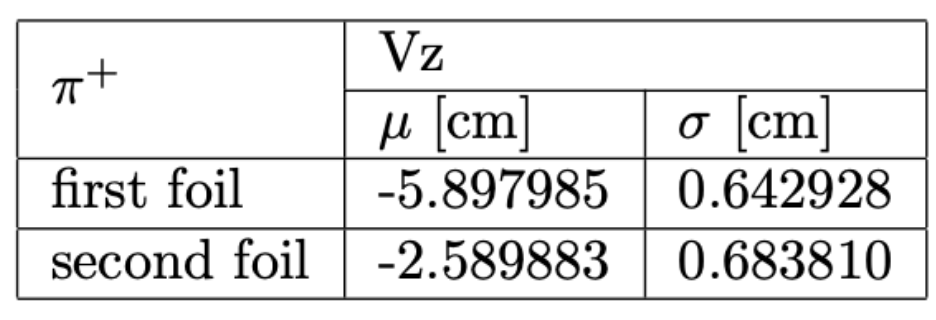 π⁺ Vz
μ [cm] σ [cm]
first foil -5.897985 0.642928
second foil -2.589883 0.683810